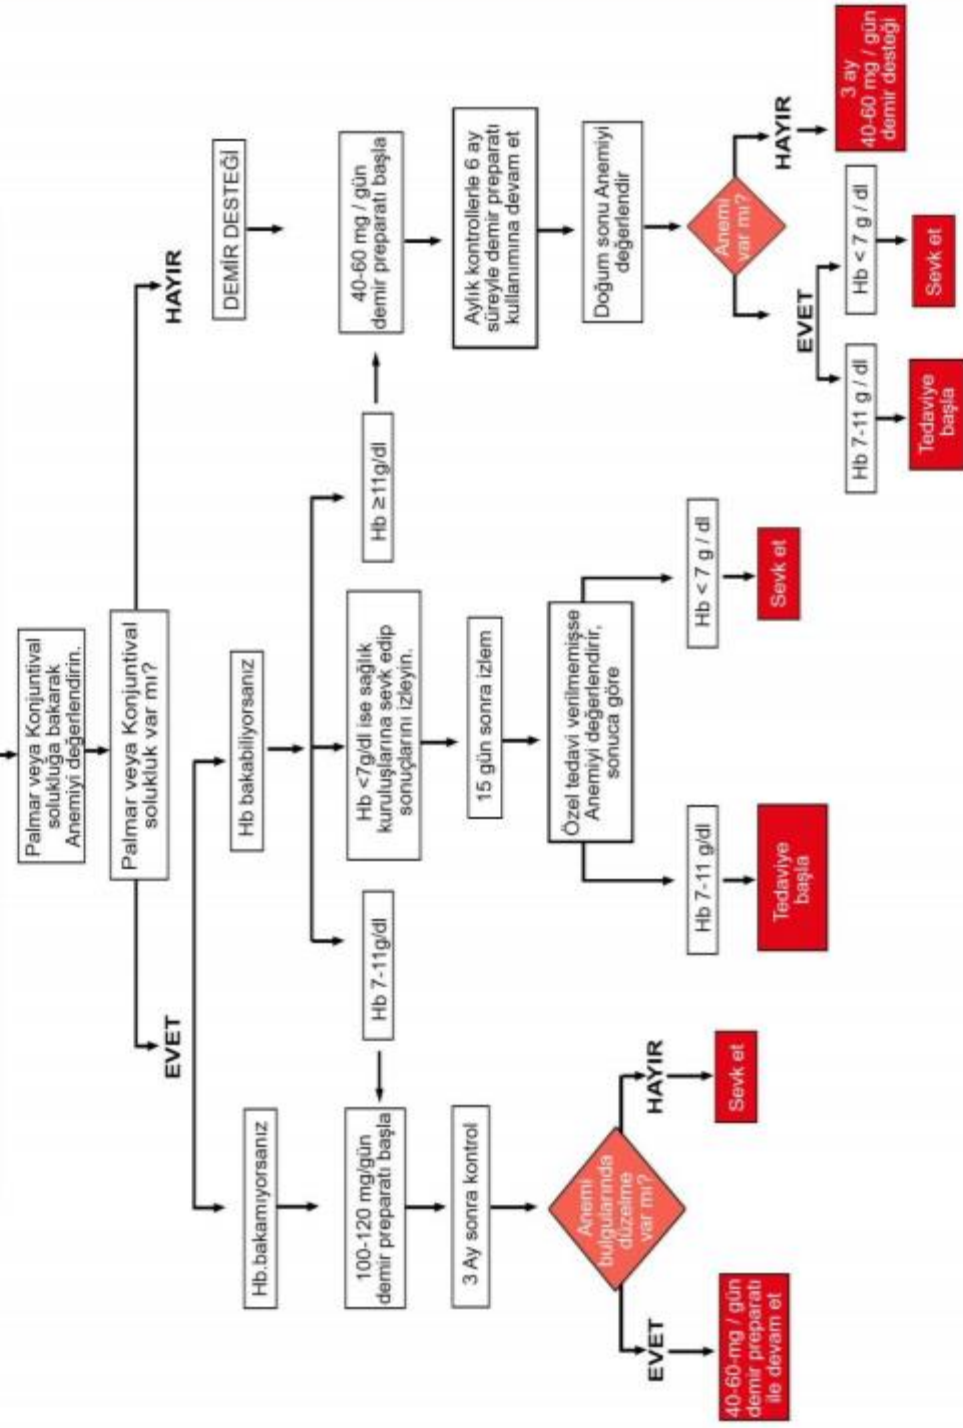 Palmar veya Konjuntival
solukluğa bakarak
Anemiyi değerlendirin.
Palmar veya Konjuntival
solukluk var mı?
EVET
HAYIR
Hb.bakamıyorsanız
Hb bakabiliyorsanız
DEMİR DESTEĞİ
100-120 mg/gün
demir preparatı başla
Hb 7-11g/dl
Hb <7g/dl ise sağlık
kuruluşlarına sevk edip
sonuçlarını izleyin.
Hb ≥11g/dl
40-60 mg / gün
demir preparatı başla
3 Ay sonra kontrol
15 gün sonra izlem
Aylık kontrollerle 6 ay
süreyle demir preparatı
kullanımına devam et
Anemi
bulgularında
düzelme
var mı?
Özel tedavi verilmemişse
Anemiyi değerlendirir,
sonuca göre
Doğum sonu Anemiyi
değerlendir
EVET
HAYIR
Hb 7-11 g/dl
Hb < 7 g / dl
Anemi
var mı?
40-60-mg / gün
demir preparatı
ile devam et
Sevk et
Tedaviye
başla
Sevk et
EVET
HAYIR
Hb 7-11 g / dl
Hb < 7 g / dl
3 ay
40-60 mg / gün
demir desteği
Tedaviye
başla
Sevk et